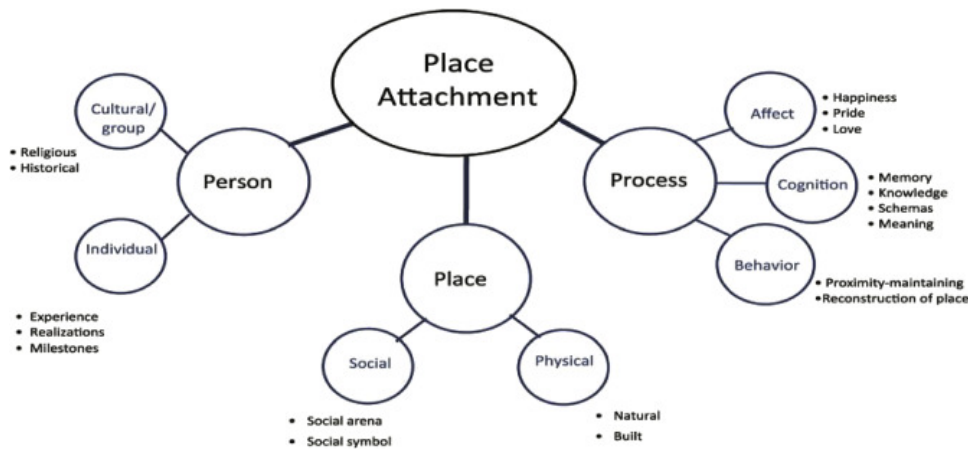 Place
Attachment
Person
Cultural/
group
• Religious
• Historical
Individual
• Experience
• Realizations
• Milestones
Place
Social
• Social arena
• Social symbol
Physical
• Natural
• Built
Process
Affect
• Happiness
• Pride
• Love
Cognition
• Memory
• Knowledge
• Schemas
• Meaning
Behavior
• Proximity-maintaining
•Reconstruction of place